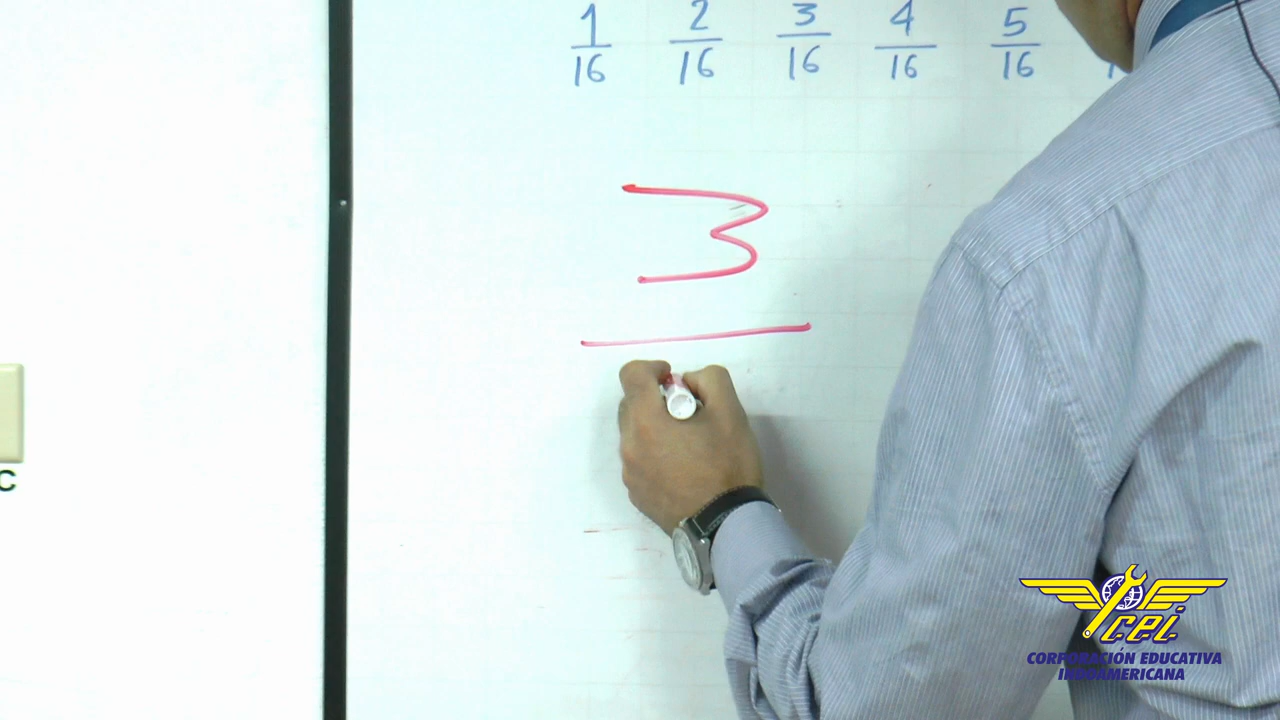 1/16 2/16 3/16 4/16 5/16
3
C
c.e.i.
CORPORACIÓN EDUCATIVA
INDOAMERICANA